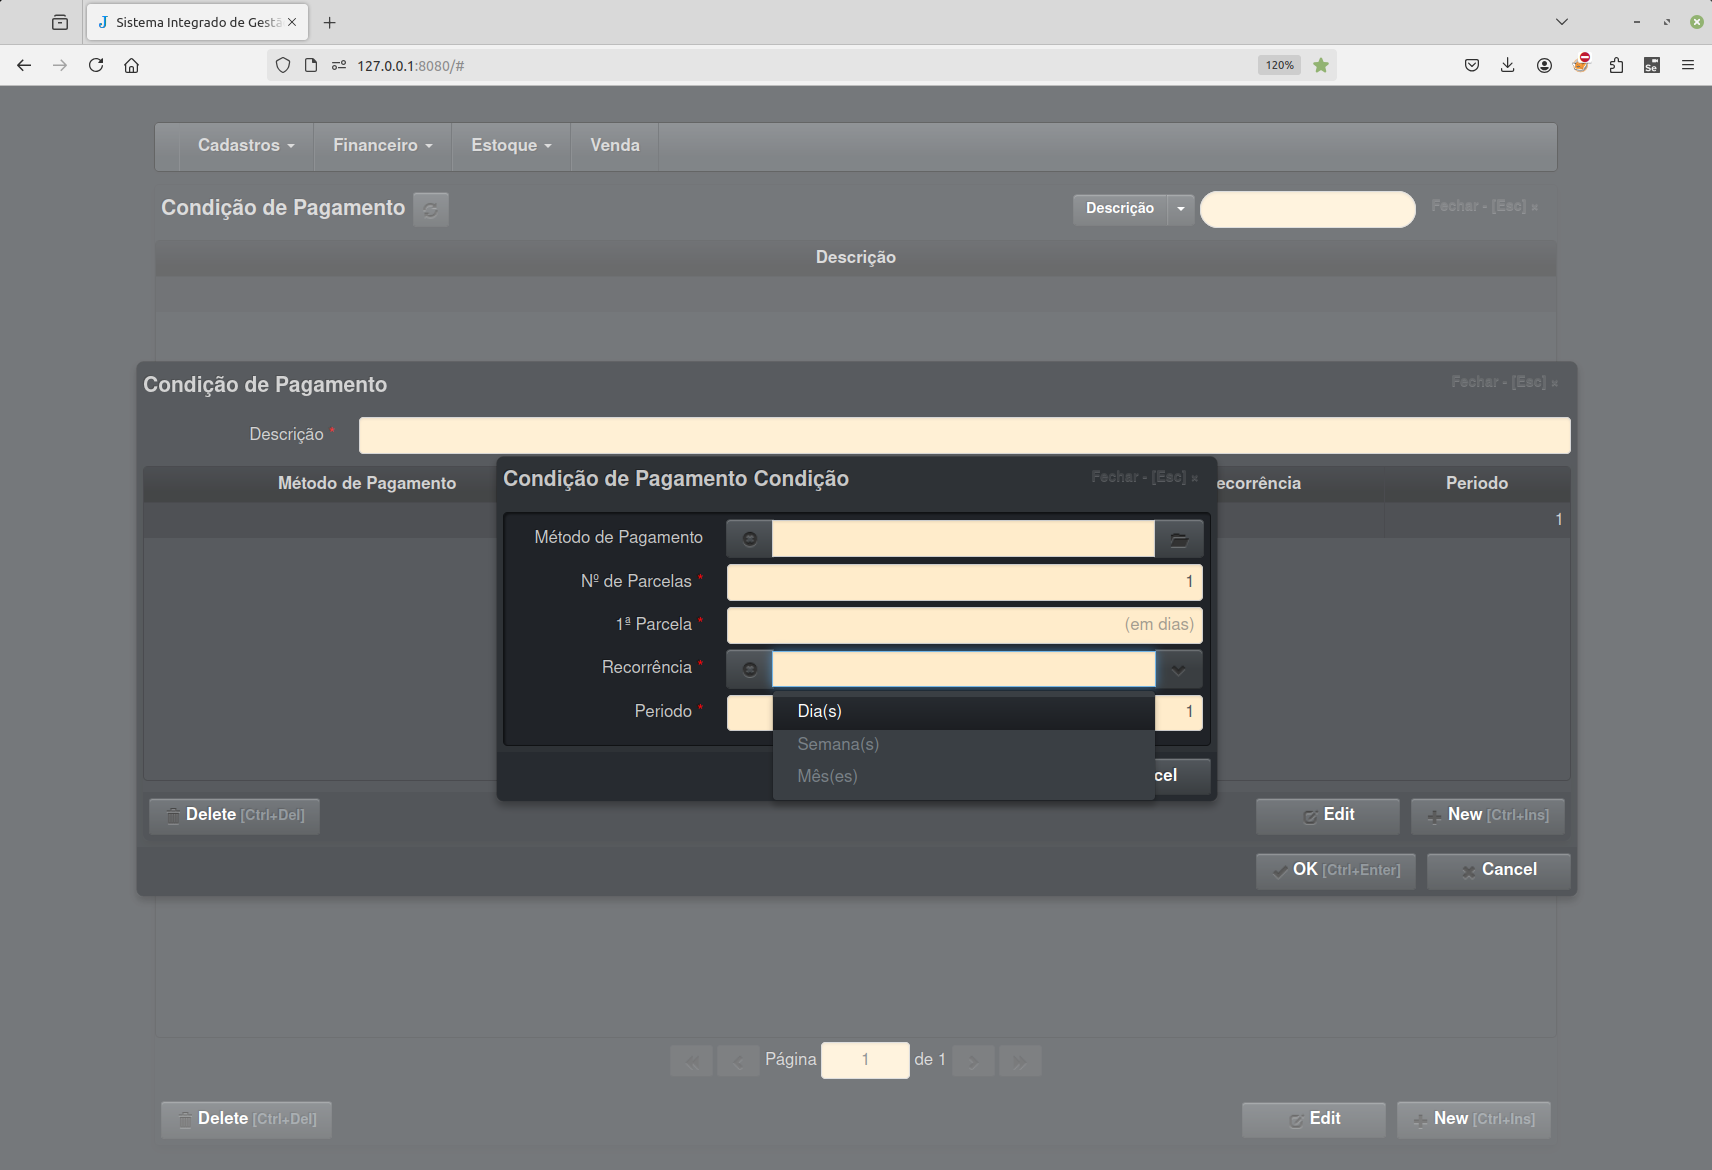 Sistema Integrado de Gestã
127.0.0.1:8080/#
120%
Cadastros
Financeiro
Estoque
Venda
Condição de Pagamento
Descrição
Fechar - [Esc] ×
Descrição
Condição de Pagamento
Fechar - [Esc] ×
Descrição *
Método de Pagamento
ecorrência
Periodo
1
Condição de Pagamento Condição
Fechar - [Esc] ×
Método de Pagamento
Nº de Parcelas *
1
1ª Parcela *
(em dias)
Recorrência *
Periodo *
1
Dia(s)
Semana(s)
Mês(es)
cel
Delete [Ctrl+Del]
Edit
New [Ctrl+Ins]
OK [Ctrl+Enter]
Cancel
Página 1 de 1
Delete [Ctrl+Del]
Edit
New [Ctrl+Ins]